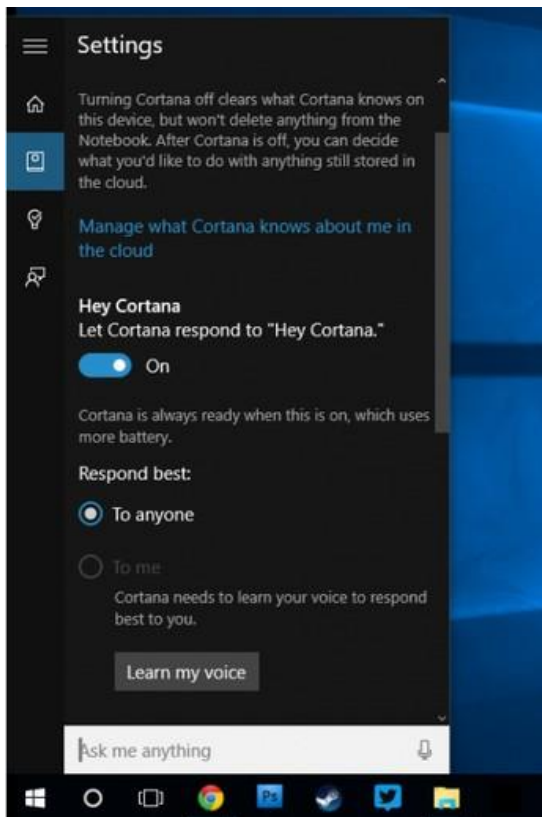 Settings
Turning Cortana off clears what Cortana knows on
this device, but won't delete anything from the
Notebook. After Cortana is off, you can decide
what you'd like to do with anything still stored in
the cloud.
Manage what Cortana knows about me in
the cloud
Hey Cortana
Let Cortana respond to "Hey Cortana."
On
Cortana is always ready when this is on, which uses
more battery.
Respond best:
To anyone
To me
Cortana needs to learn your voice to respond
best to you.
Learn my voice
Ask me anything
Ps